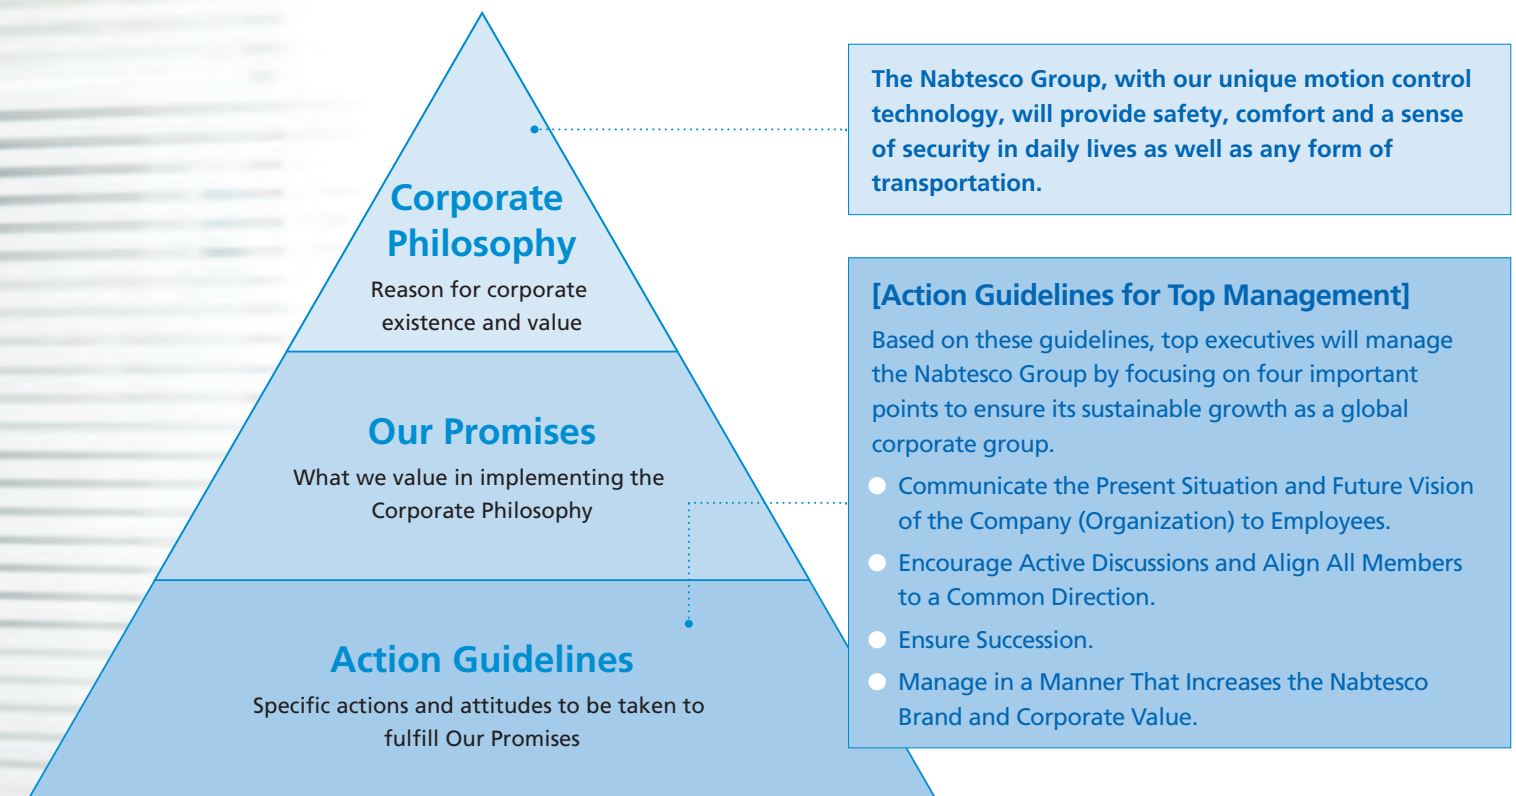 Corporate
Philosophy
Reason for corporate
existence and value
Our Promises
What we value in implementing the
Corporate Philosophy
Action Guidelines
Specific actions and attitudes to be taken to
fulfill Our Promises
The Nabtesco Group, with our unique motion control
technology, will provide safety, comfort and a sense
of security in daily lives as well as any form of
transportation.
[Action Guidelines for Top Management]
Based on these guidelines, top executives will manage
the Nabtesco Group by focusing on four important
points to ensure its sustainable growth as a global
corporate group.
Communicate the Present Situation and Future Vision
of the Company (Organization) to Employees.
Encourage Active Discussions and Align All Members
to a Common Direction.
Ensure Succession.
Manage in a Manner That Increases the Nabtesco
Brand and Corporate Value.